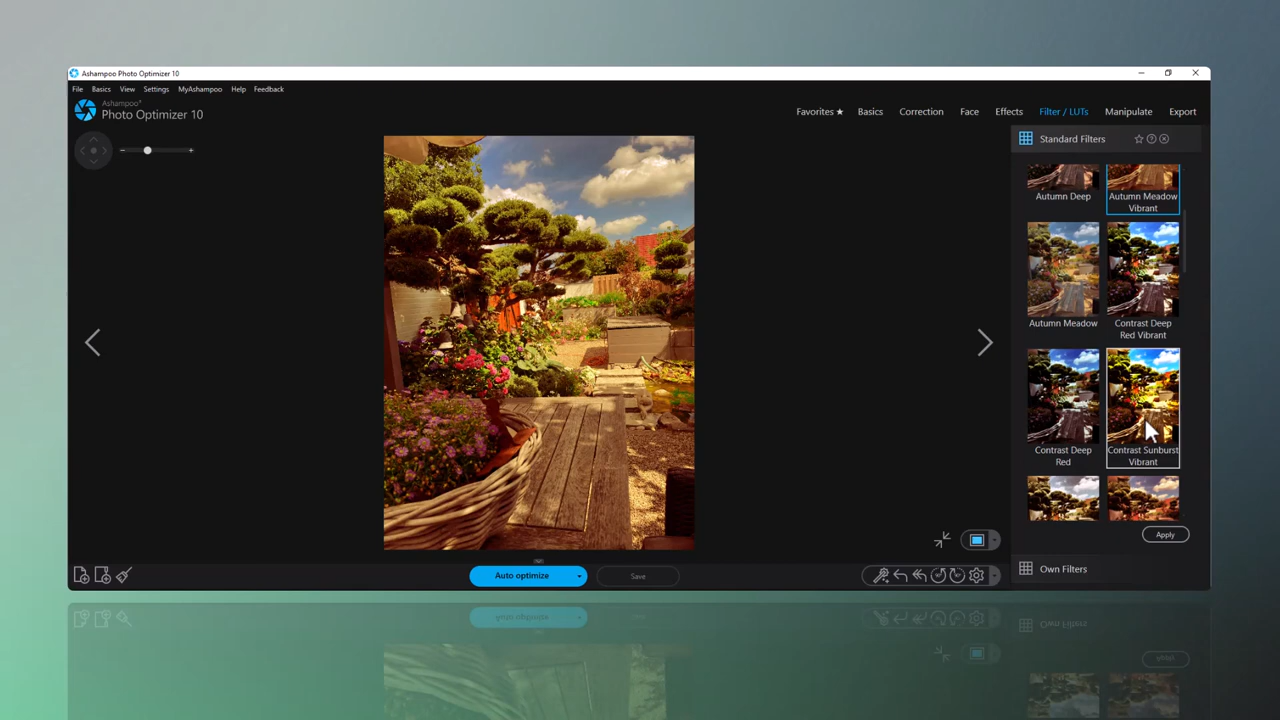 Ashampoo Photo Optimizer 10
File Basics View Settings MyAshampoo Help Feedback
Ashampoo®
Photo Optimizer 10
Favorites ★ Basics Correction Face Effects Filter / LUTs Manipulate Export
Standard Filters
Autumn Deep
Autumn Meadow
Vibrant
Autumn Meadow
Contrast Deep
Red Vibrant
Contrast Deep
Red
Contrast Sunburst
Vibrant
Apply
Own Filters
Auto optimize
Save